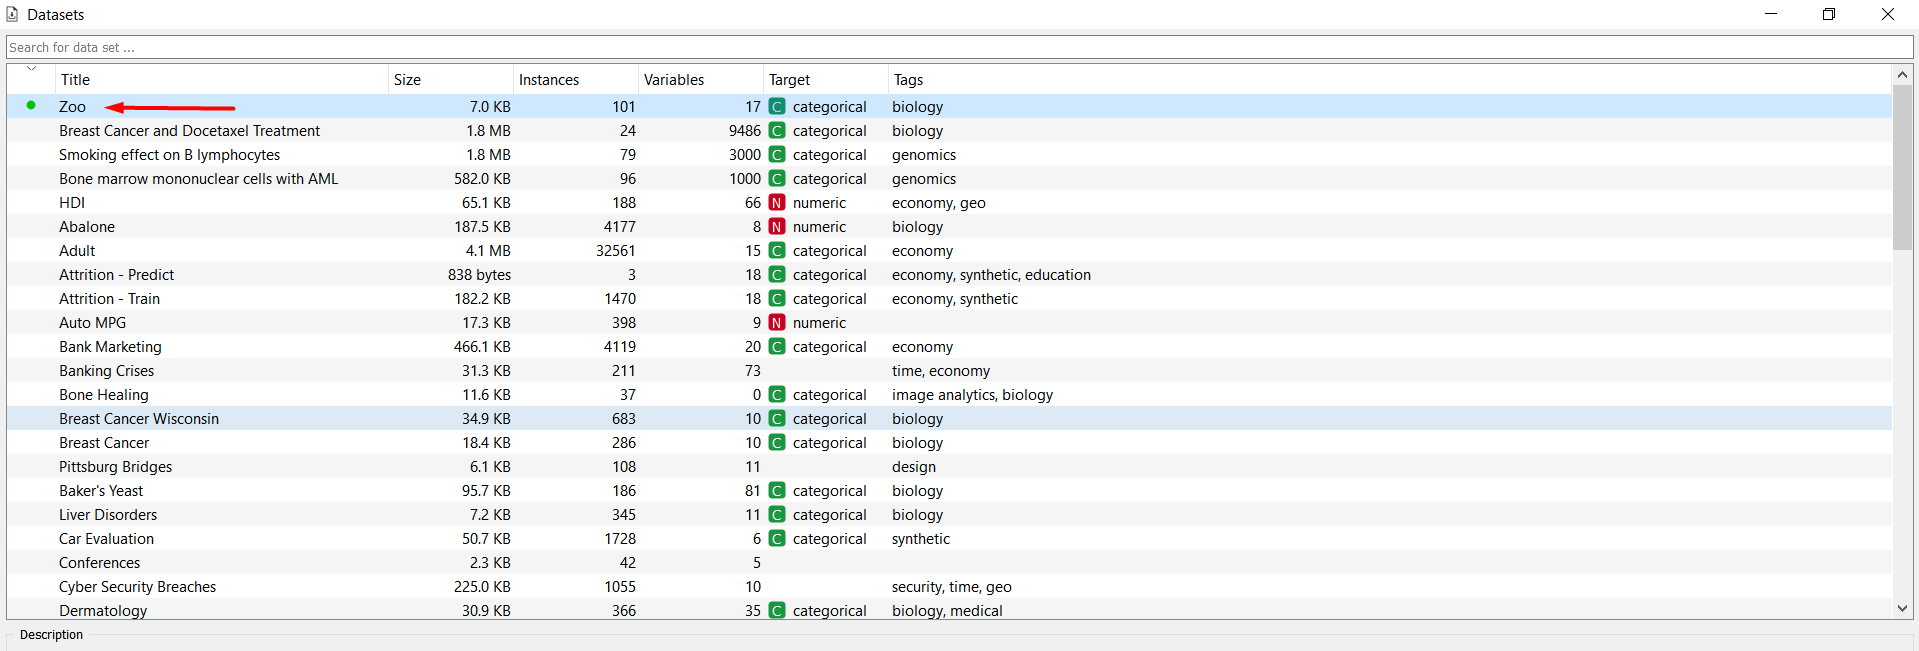 Datasets
Search for data set ...
Title Size Instances Variables Target Tags
Zoo 7.0 KB 101 17 C categorical biology
Breast Cancer and Docetaxel Treatment 1.8 MB 24 9486 C categorical biology
Smoking effect on B lymphocytes 1.8 MB 79 3000 C categorical genomics
Bone marrow mononuclear cells with AML 582.0 KB 96 1000 C categorical genomics
HDI 65.1 KB 188 66 N numeric economy, geo
Abalone 187.5 KB 4177 8 N numeric biology
Adult 4.1 MB 32561 15 C categorical economy
Attrition - Predict 838 bytes 3 18 C categorical economy, synthetic, education
Attrition - Train 182.2 KB 1470 18 C categorical economy, synthetic
Auto MPG 17.3 KB 398 9 N numeric
Bank Marketing 466.1 KB 4119 20 C categorical economy
Banking Crises 31.3 KB 211 73 time, economy
Bone Healing 11.6 KB 37 0 C categorical image analytics, biology
Breast Cancer Wisconsin 34.9 KB 683 10 C categorical biology
Breast Cancer 18.4 KB 286 10 C categorical biology
Pittsburg Bridges 6.1 KB 108 11 design
Baker's Yeast 95.7 KB 186 81 C categorical biology
Liver Disorders 7.2 KB 345 11 C categorical biology
Car Evaluation 50.7 KB 1728 6 C categorical synthetic
Conferences 2.3 KB 42 5
Cyber Security Breaches 225.0 KB 1055 10 security, time, geo
Dermatology 30.9 KB 366 35 C categorical biology, medical
Description